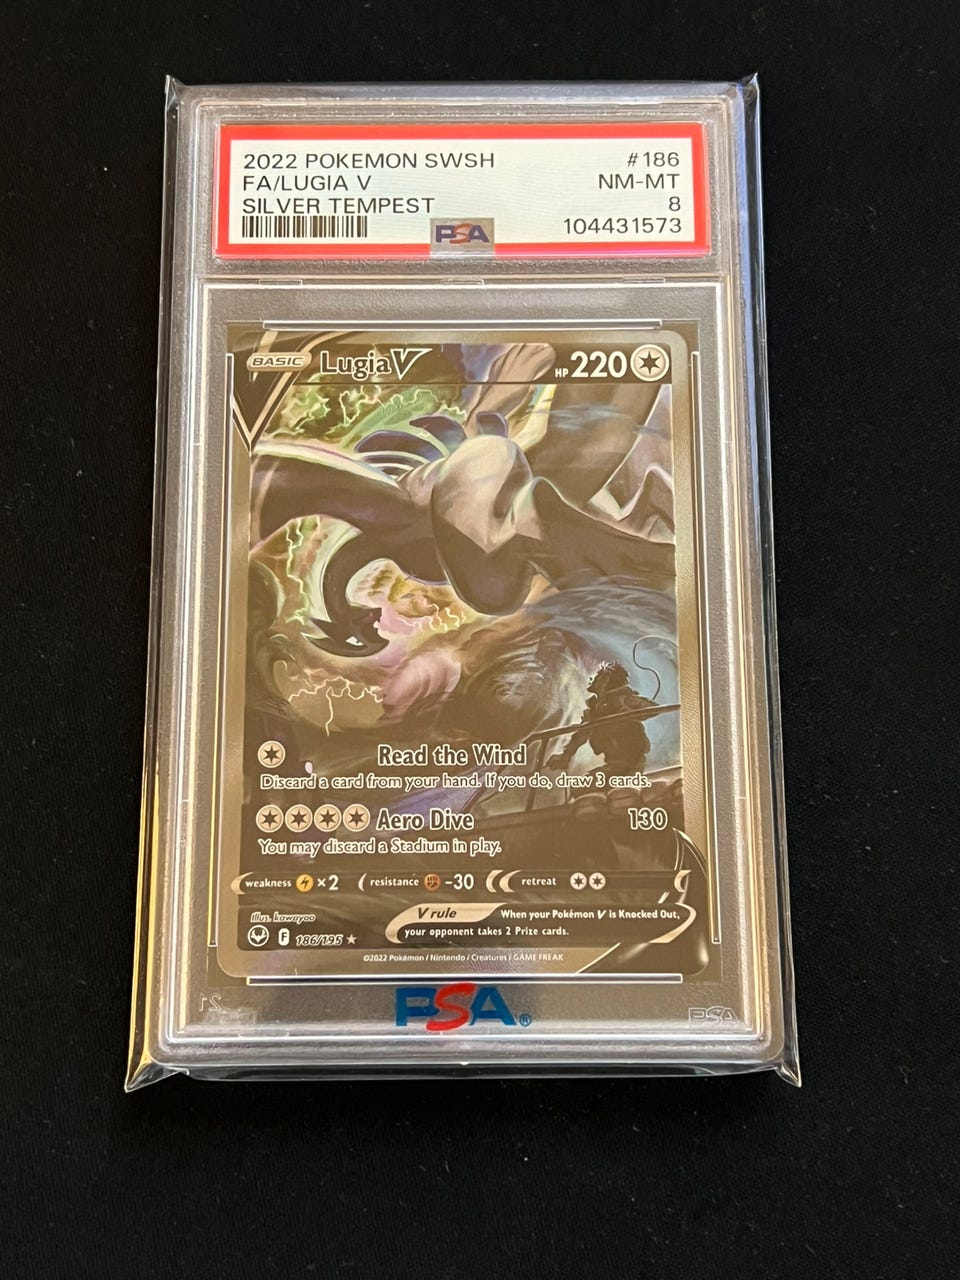 2022 POKEMON SWSH #186
FA/LUGIA V NM-MT
SILVER TEMPEST 8
PSA 104431573
BASIC Lugia V HP 220
Read the Wind
Discard a card from your hand. If you do, draw 3 cards.
Aero Dive 130
You may discard a Stadium in play.
weakness ×2 resistance -30 retreat
Illus. kawayoo
V rule When your Pokémon V is Knocked Out,
your opponent takes 2 Prize cards.
F 186/195 ★
©2022 Pokémon / Nintendo / Creatures / GAME FREAK
PSA®
PSA